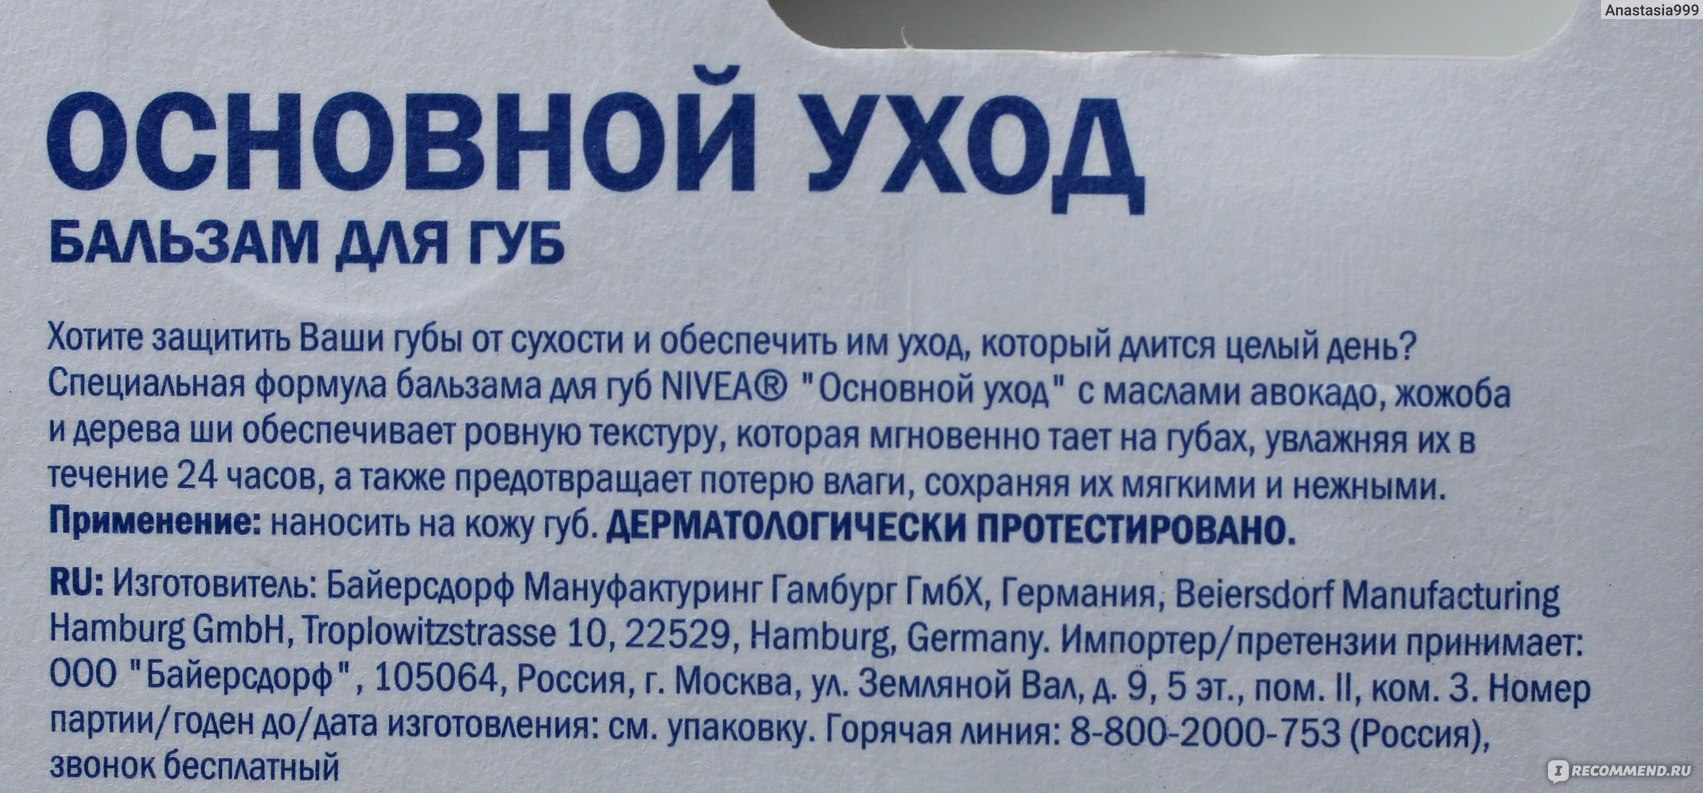 Anastasia999
ОСНОВНОЙ УХОД
БАЛЬЗАМ ДЛЯ ГУБ
Хотите защитить Ваши губы от сухости и обеспечить им уход, который длится целый день?
Специальная формула бальзама для губ NIVEA® "Основной уход" с маслами авокадо, жожоба
и дерева ши обеспечивает ровную текстуру, которая мгновенно тает на губах, увлажняя их в
течение 24 часов, а также предотвращает потерю влаги, сохраняя их мягкими и нежными.
Применение: наносить на кожу губ. ДЕРМАТОЛОГИЧЕСКИ ПРОТЕСТИРОВАНО.
RU: Изготовитель: Байерсдорф Мануфактуринг Гамбург ГмбХ, Германия, Beiersdorf Manufacturing
Hamburg GmbH, Troplowitzstrasse 10, 22529, Hamburg, Germany. Импортер/претензии принимает:
ООО "Байерсдорф", 105064, Россия, г. Москва, ул. Земляной Вал, д. 9, 5 эт., пом. II, ком. 3. Номер
партии/годен до/дата изготовления: см. упаковку. Горячая линия: 8-800-2000-753 (Россия),
звонок бесплатный
IRECOMMEND.RU